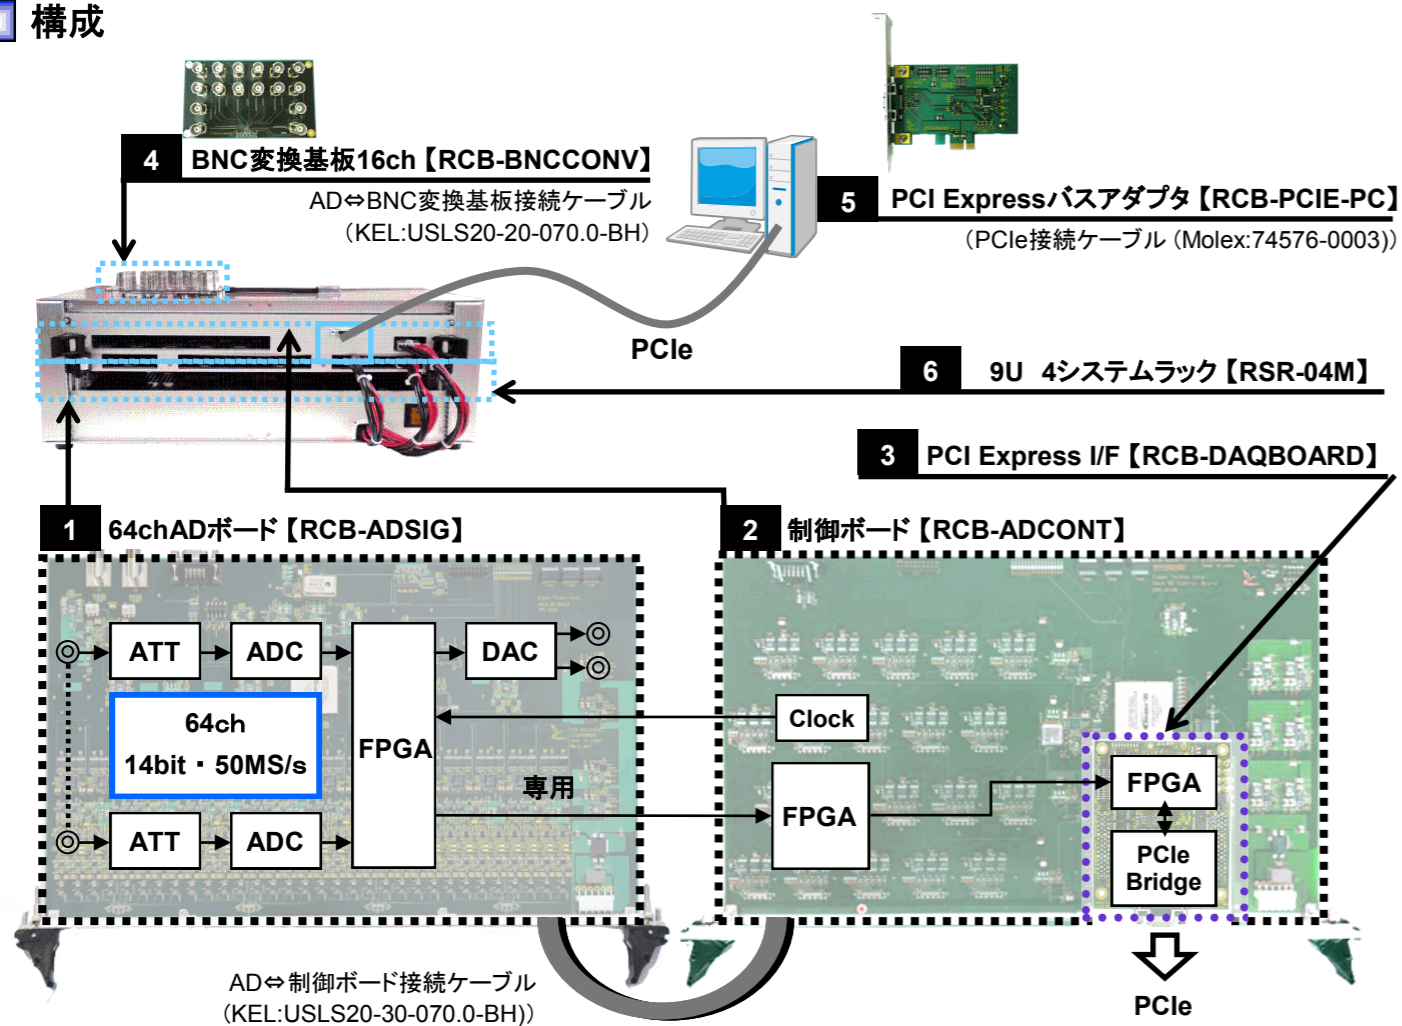 構成
4 BNC変換基板16ch【RCB-BNCCONV】
AD⇔BNC変換基板接続ケーブル
（KEL:USLS20-20-070.0-BH）
5 PCI Expressバスアダプタ【RCB-PCIE-PC】
（PCIe接続ケーブル（Molex:74576-0003)）
PCIe
6 9U 4システムラック【RSR-04M】
3 PCI Express I/F【RCB-DAQBOARD】
1 64chADボード【RCB-ADSIG】
2 制御ボード【RCB-ADCONT】
ATT
ADC
DAC
64ch
14bit・50MS/s
FPGA
Clock
専用
FPGA
FPGA
ATT
ADC
PCIe
Bridge
AD⇔制御ボード接続ケーブル
（KEL:USLS20-30-070.0-BH)）
PCIe